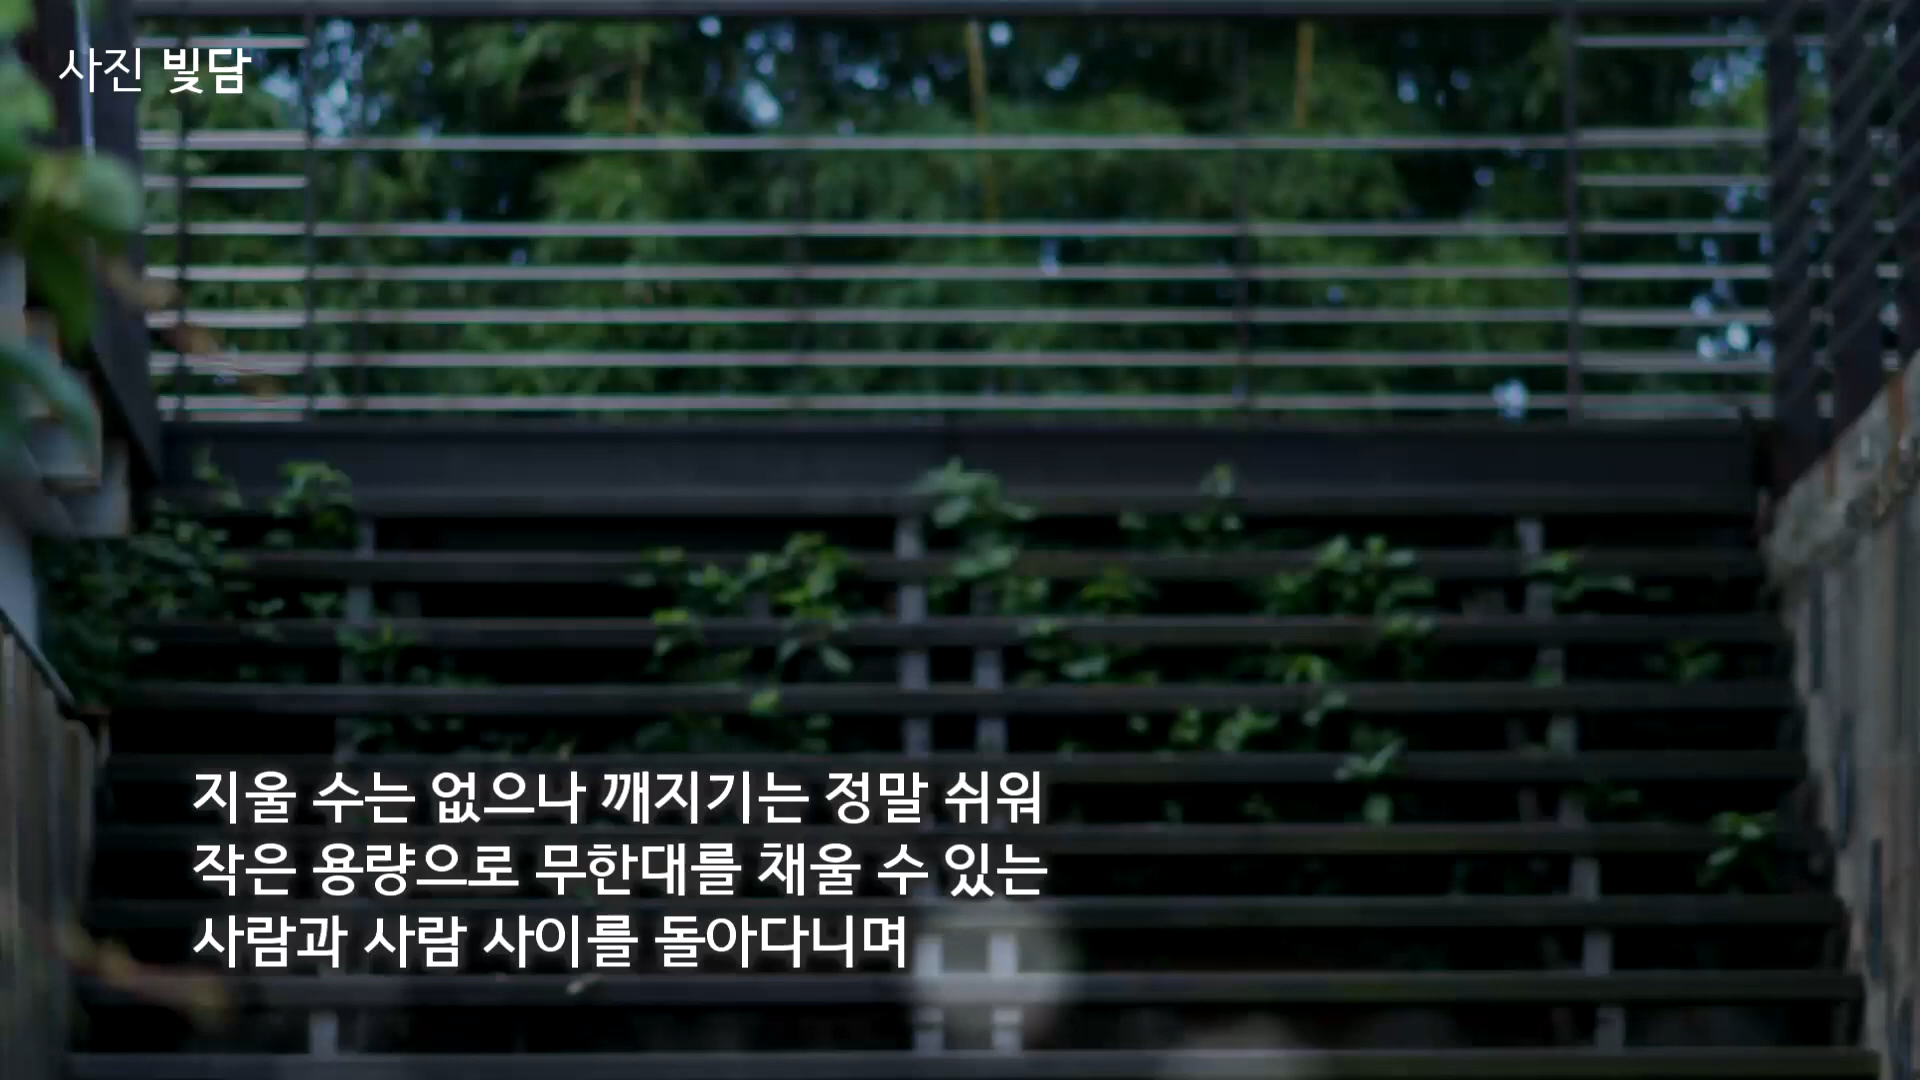 사진 빛담
지울 수는 없으나 깨지기는 정말 쉬워
작은 용량으로 무한대를 채울 수 있는
사람과 사람 사이를 돌아다니며